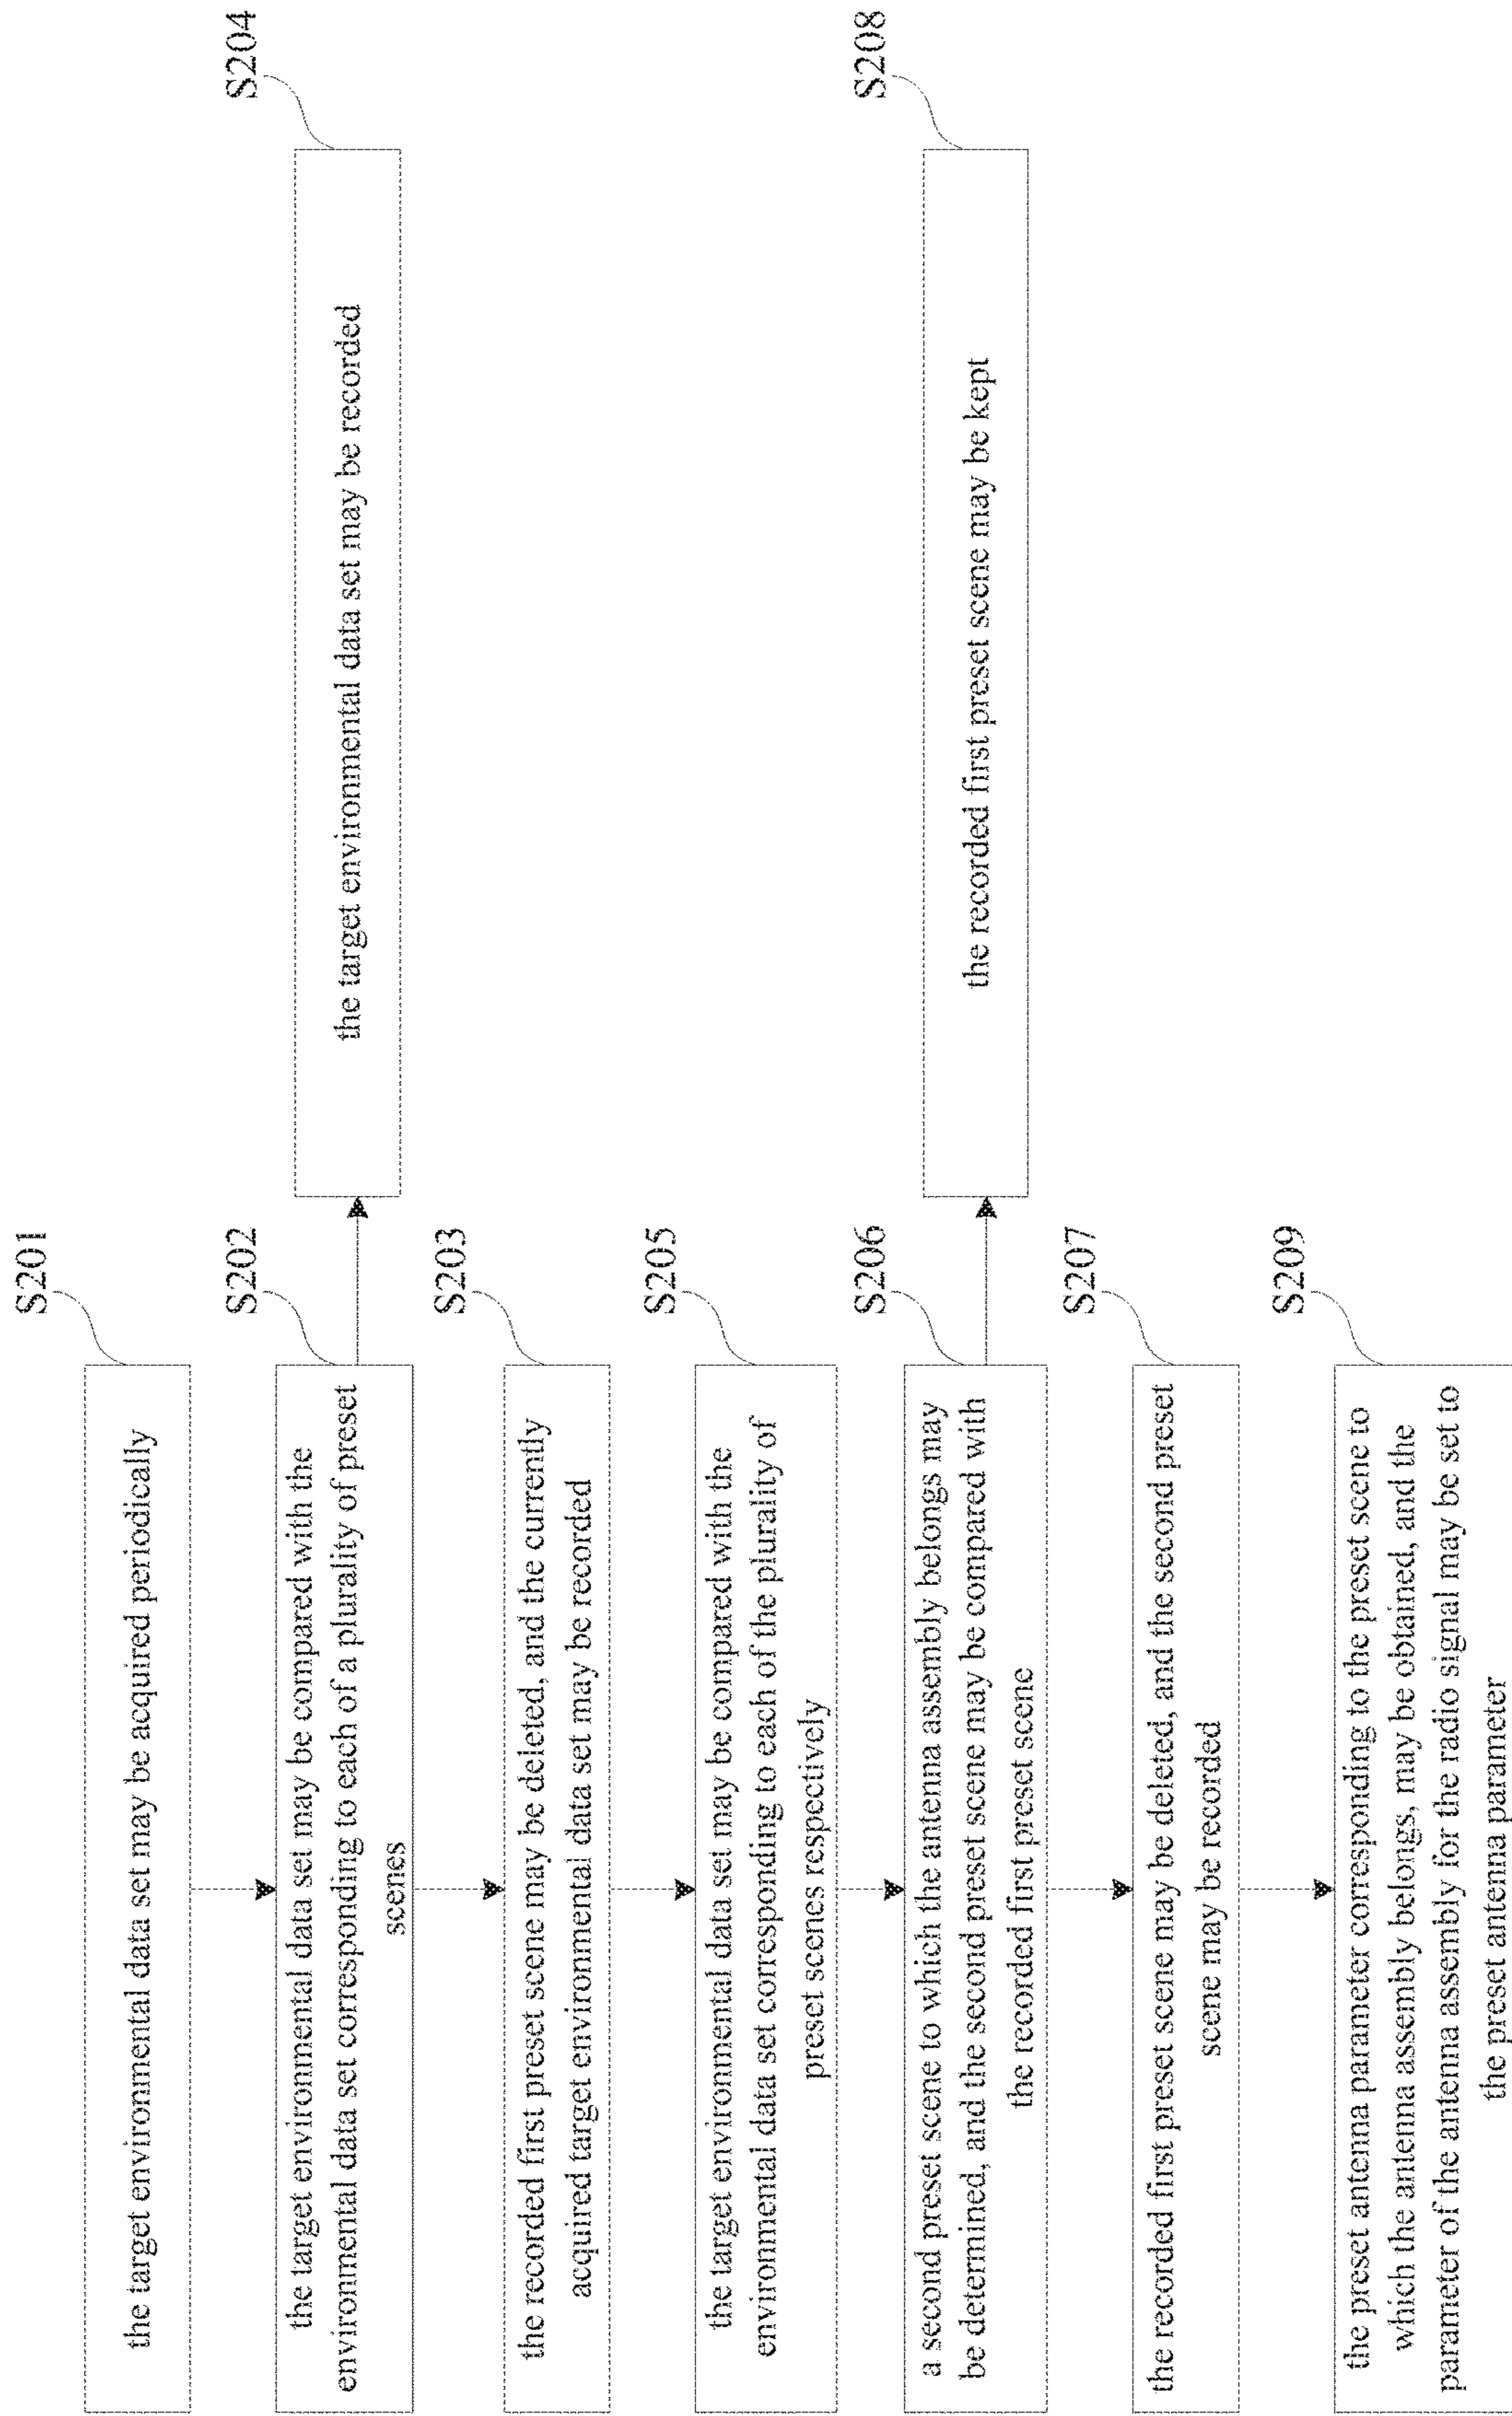 S201
the target environmental data set may be acquired periodically
S202
the target environmental data set may be compared with the
environmental data set corresponding to each of a plurality of preset
scenes
S204
the target environmental data set may be recorded
S203
the recorded first preset scene may be deleted, and the currently
acquired target environmental data set may be recorded
S205
the target environmental data set may be compared with the
environmental data set corresponding to each of the plurality of
preset scenes respectively
S206
a second preset scene to which the antenna assembly belongs may
be determined, and the second preset scene may be compared with
the recorded first preset scene
S208
the recorded first preset scene may be kept
S207
the recorded first preset scene may be deleted, and the second preset
scene may be recorded
S209
the preset antenna parameter corresponding to the preset scene to
which the antenna assembly belongs, may be obtained, and the
parameter of the antenna assembly for the radio signal may be set to
the preset antenna parameter